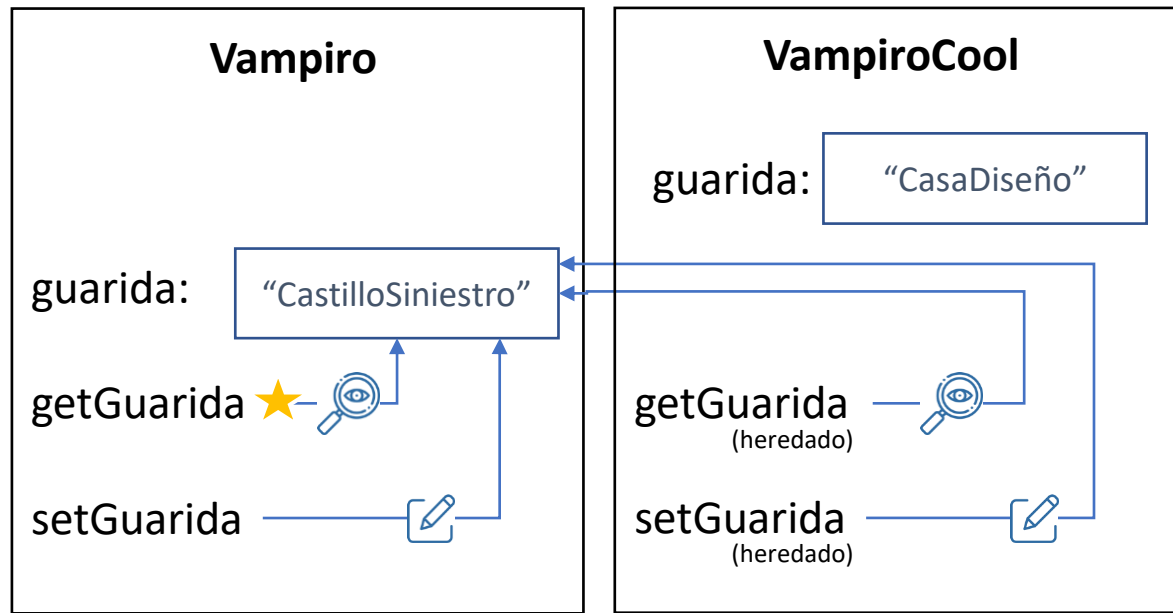 Vampiro
guarida:
“CastilloSiniestro”
getGuarida
setGuarida
VampiroCool
guarida:
“CasaDiseño”
getGuarida
(heredado)
setGuarida
(heredado)